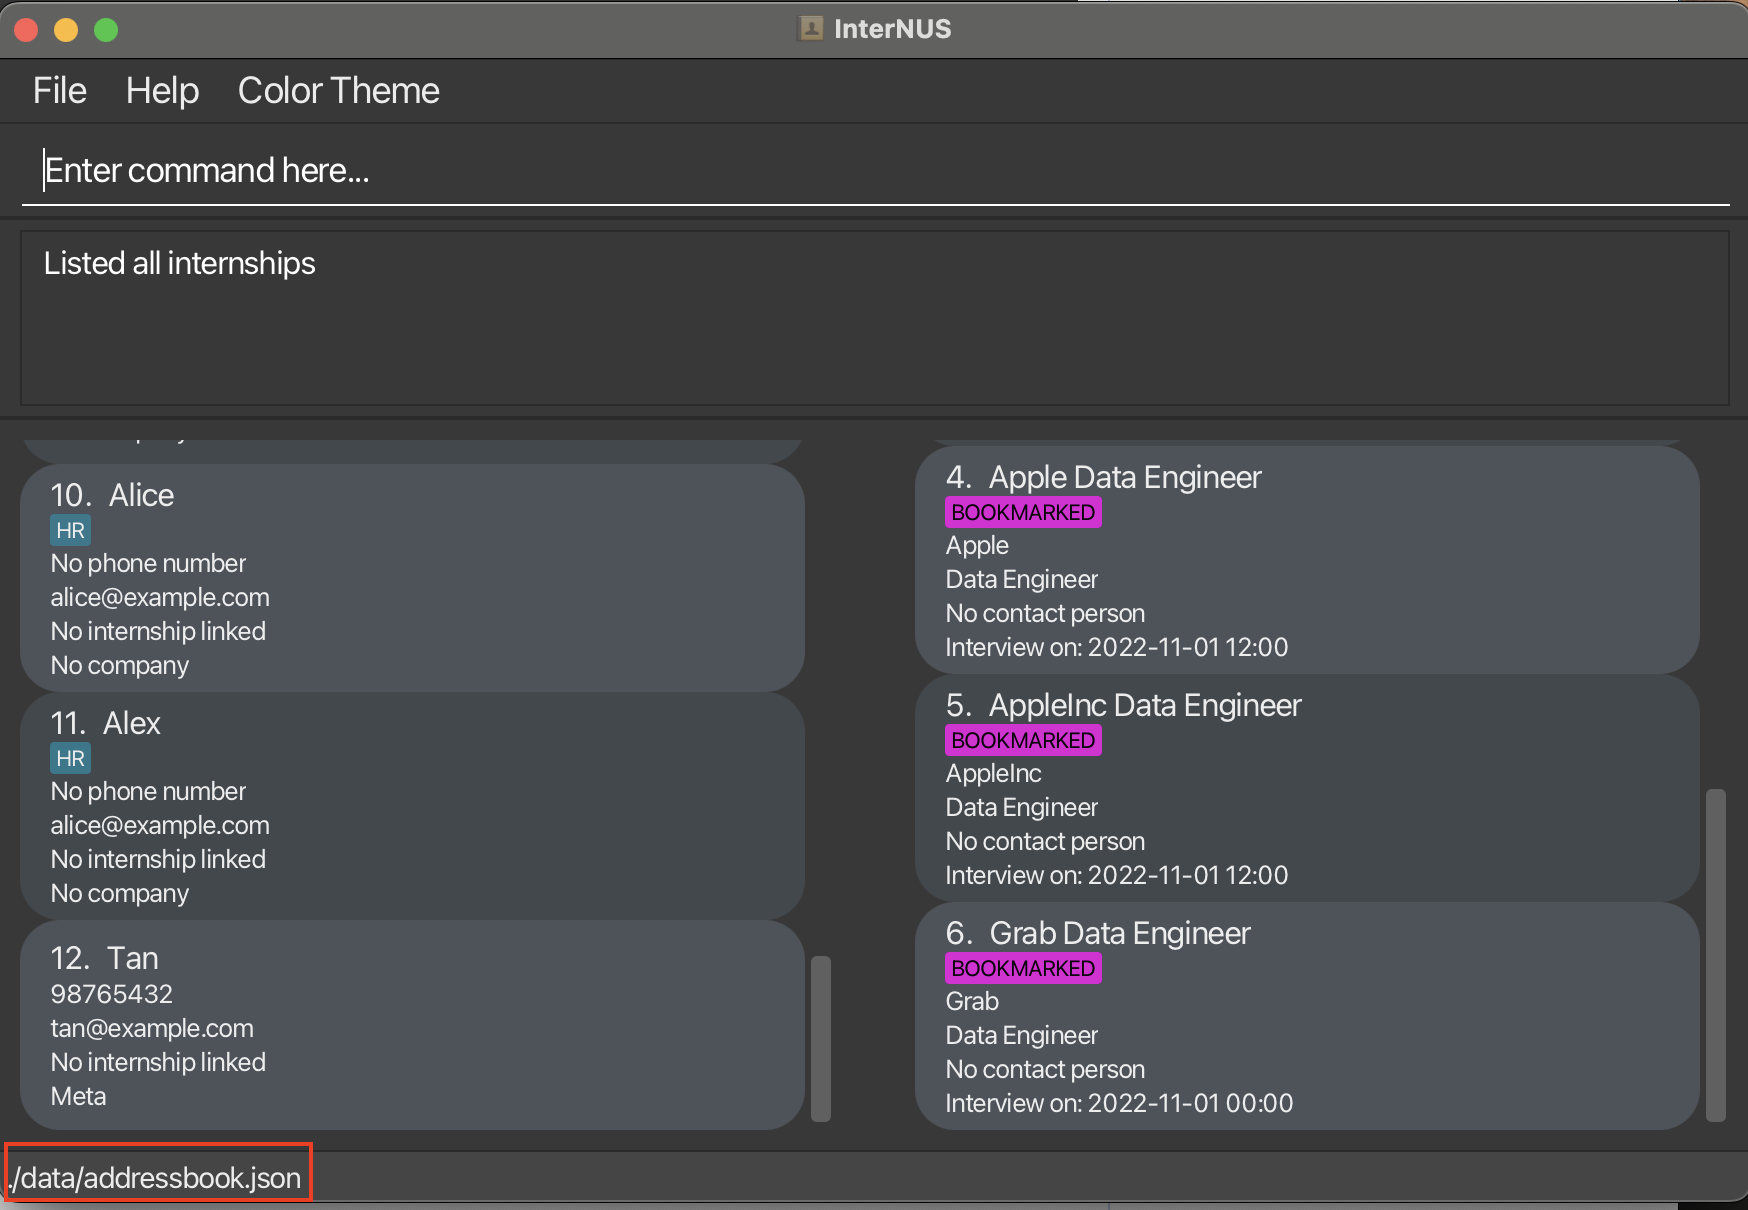 InterNUS
File Help Color Theme
Enter command here...
Listed all internships
10. Alice
HR
No phone number
alice@example.com
No internship linked
No company
11. Alex
HR
No phone number
alice@example.com
No internship linked
No company
12. Tan
98765432
tan@example.com
No internship linked
Meta
4. Apple Data Engineer
BOOKMARKED
Apple
Data Engineer
No contact person
Interview on: 2022-11-01 12:00
5. AppleInc Data Engineer
BOOKMARKED
AppleInc
Data Engineer
No contact person
Interview on: 2022-11-01 12:00
6. Grab Data Engineer
BOOKMARKED
Grab
Data Engineer
No contact person
Interview on: 2022-11-01 00:00
./data/addressbook.json